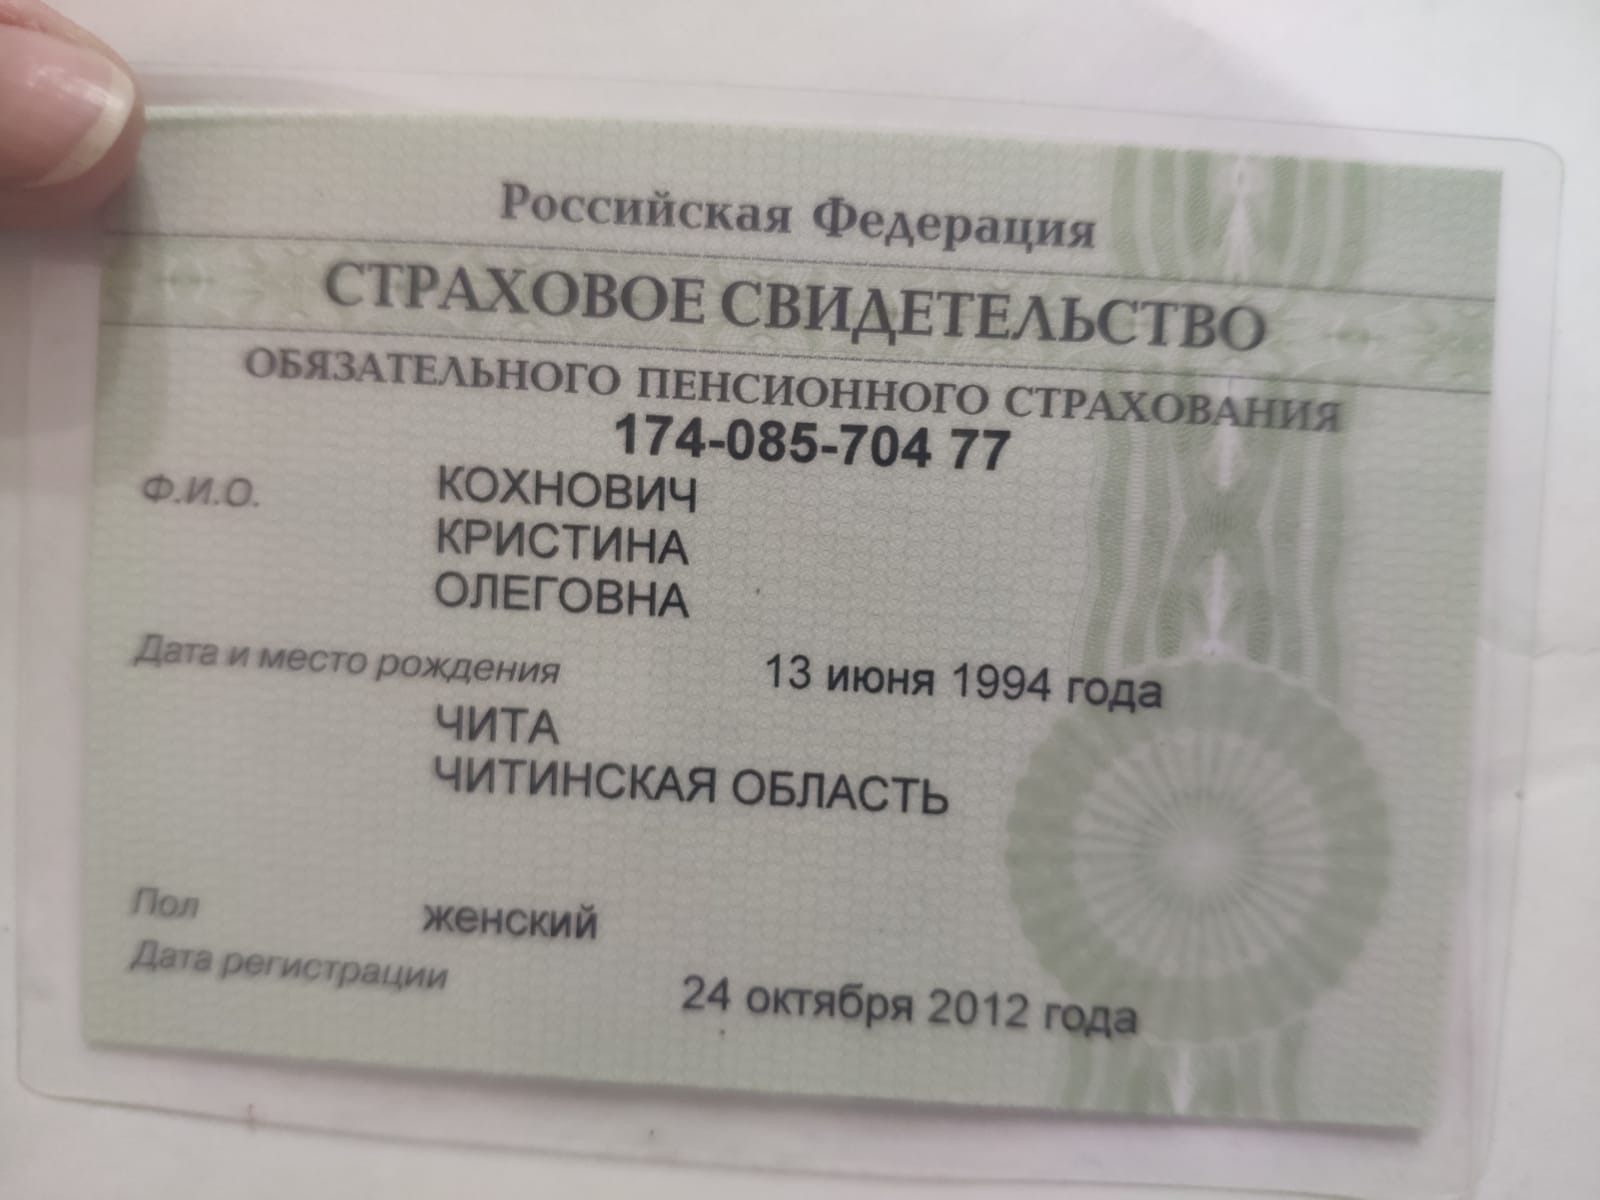 Российская Федерация
СТРАХОВОЕ СВИДЕТЕЛЬСТВО
ОБЯЗАТЕЛЬНОГО ПЕНСИОННОГО СТРАХОВАНИЯ
174-085-704 77
Ф.И.О. КОХНОВИЧ
КРИСТИНА
ОЛЕГОВНА
Дата и место рождения 13 июня 1994 года
ЧИТА
ЧИТИНСКАЯ ОБЛАСТЬ
Пол женский
Дата регистрации 24 октября 2012 года